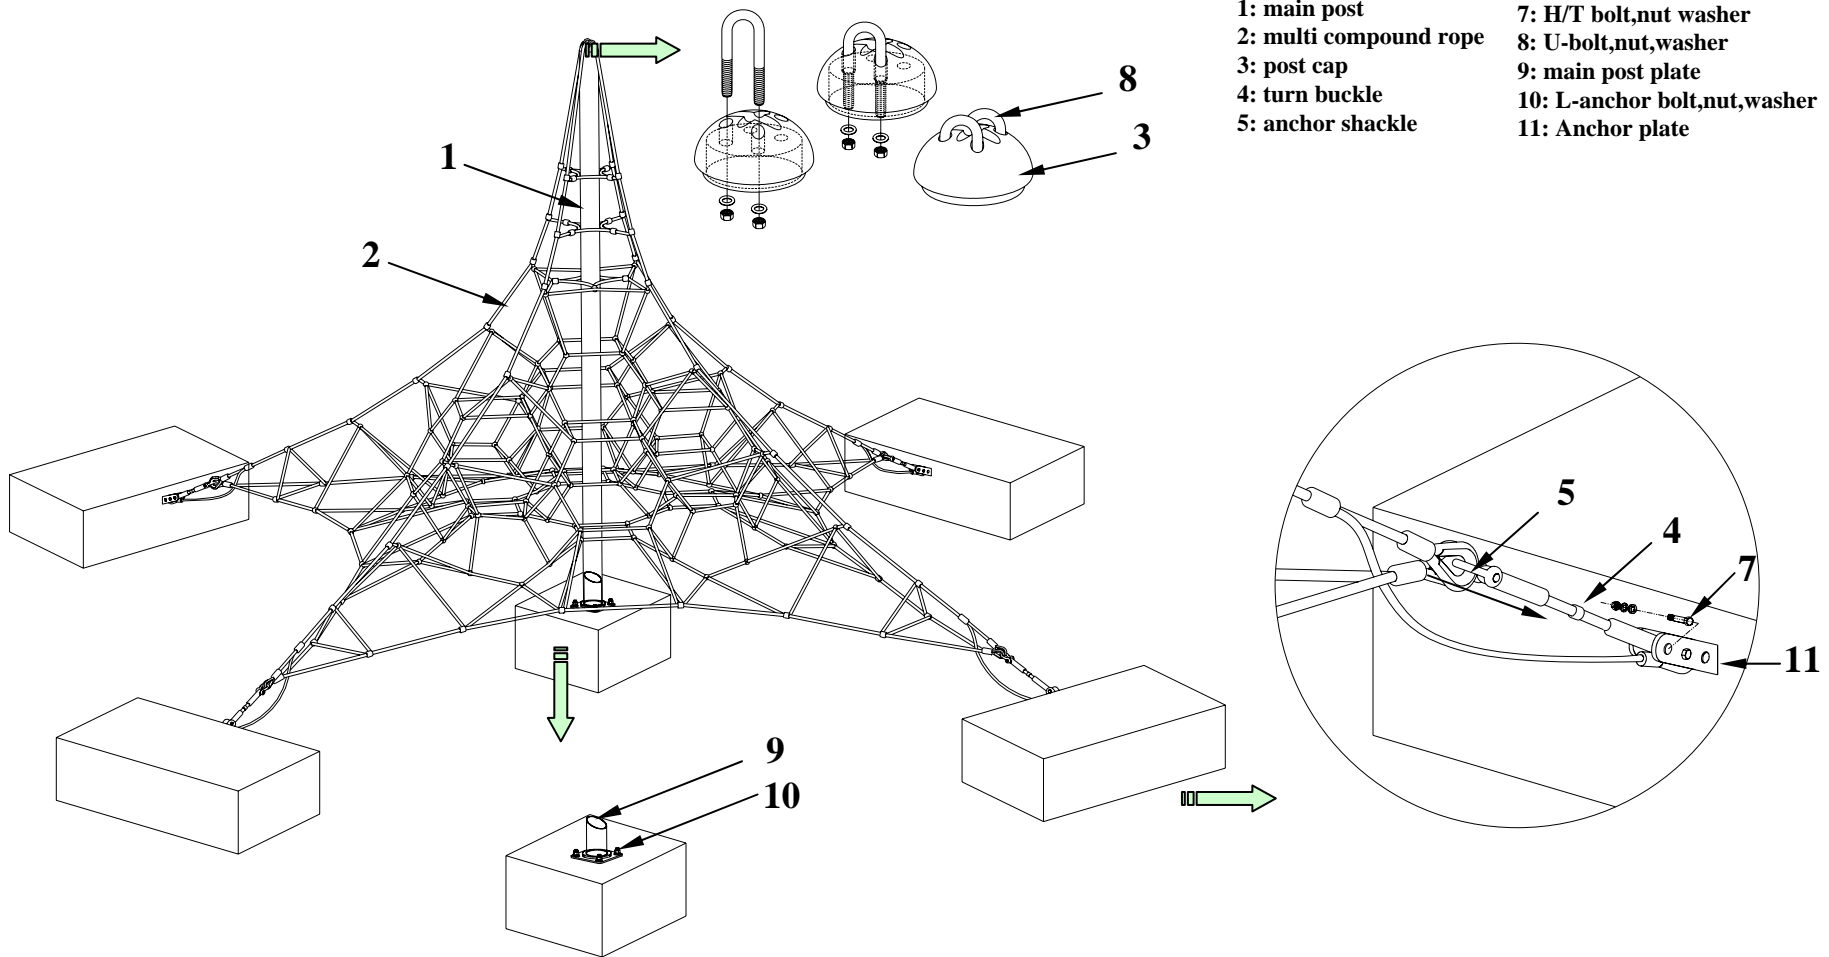 1: main post
2: multi compound rope
3: post cap
4: turn buckle
5: anchor shackle
7: H/T bolt,nut washer
8: U-bolt,nut,washer
9: main post plate
10: L-anchor bolt,nut,washer
11: Anchor plate
8
3
1
2
5
4
7
11
9
10